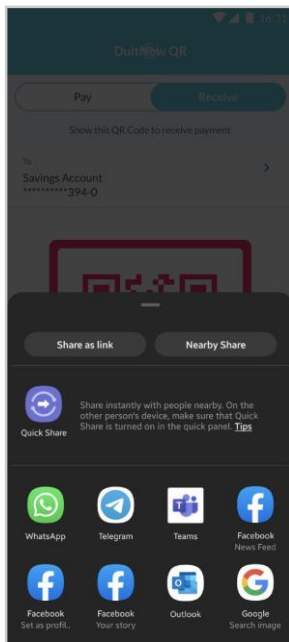 16:32
DuitNow QR
Pay
Receive
Show this QR Code to receive payment
To
Savings Account
**********394-0
Share as link
Nearby Share
Quick Share
Share instantly with people nearby. On the
other person's device, make sure that Quick
Share is turned on in the quick panel. Tips
WhatsApp
Telegram
Teams
Facebook
News Feed
Facebook
Set as profil..
Facebook
Your story
Outlook
Google
Search image